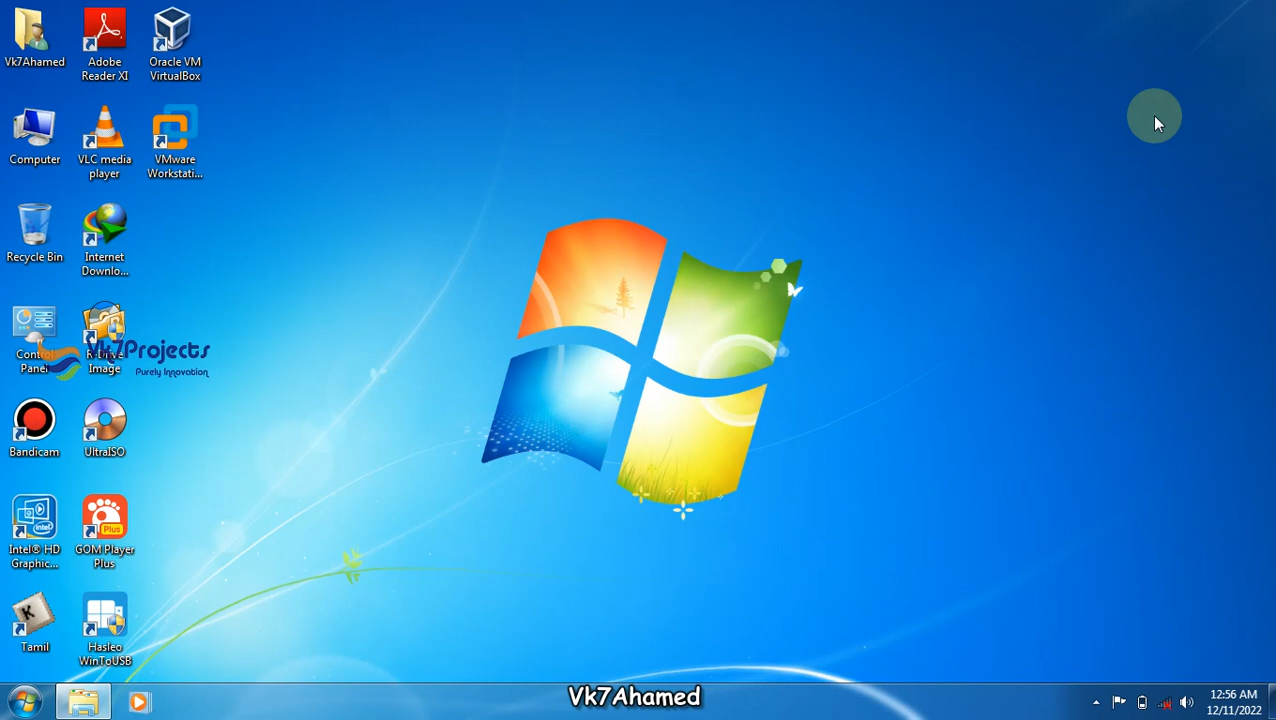 Vk7Ahamed
Adobe
Reader XI
Oracle VM
VirtualBox
Computer
VLC media
player
VMware
Workstati...
Recycle Bin
Internet
Downlo...
Control
Panel
R-Drive
Image
Vk7Projects
Purely Innovation
Bandicam
UltraISO
Intel® HD
Graphic...
intel
GOM Player
Plus
Plus
K
Tamil
Hasleo
WinToUSB
Vk7Ahamed
12:56 AM
12/11/2022